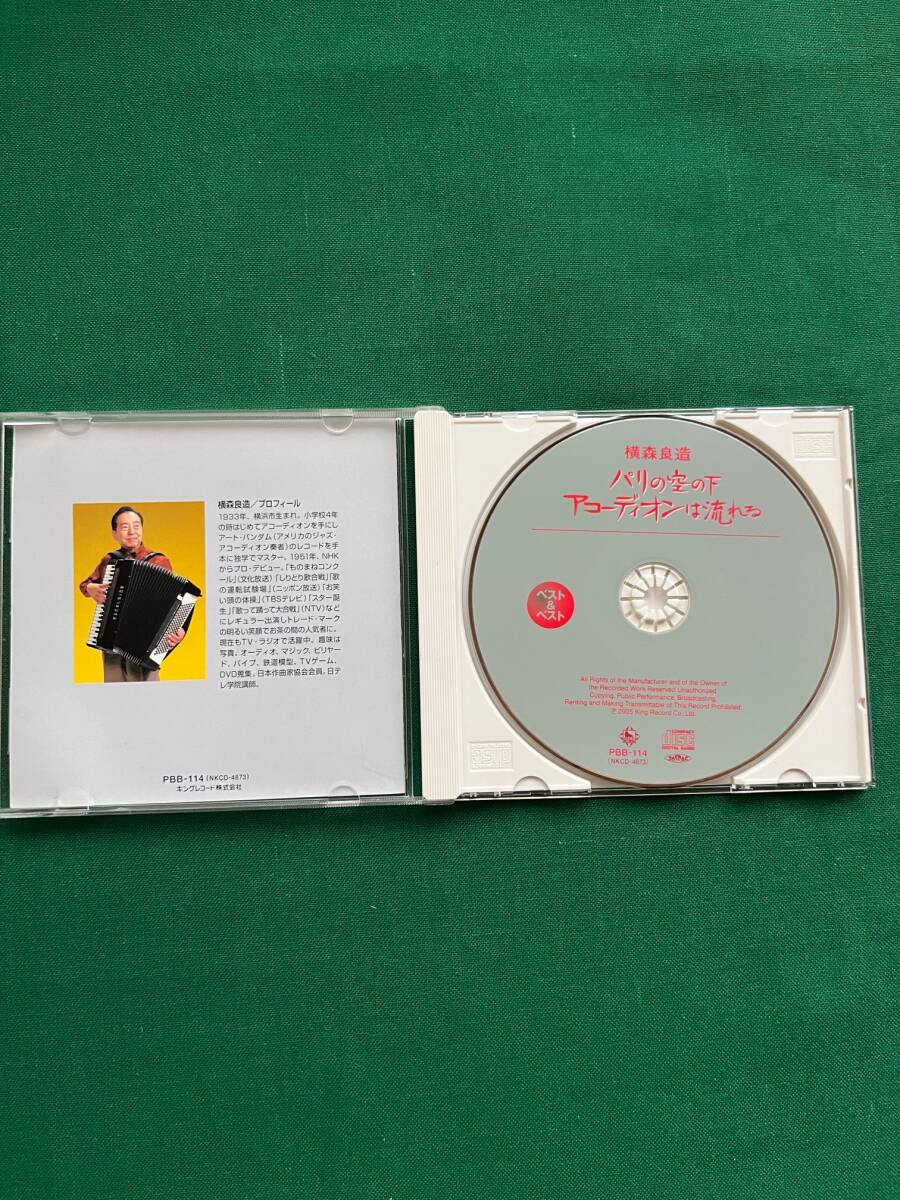 横森良造/プロフィール
1933年、横浜市生まれ。小学校4年
の時はじめてアコーディオンを手にし
アート・バンダム(アメリカのジャズ・
アコーディオン奏者)のレコードを手
本に独学でマスター。1951年、NHK
からプロ・デビュー。「ものまねコンク
ール」(文化放送)「しりとり歌合戦」「歌
の運転試験場」(ニッポン放送)「お笑
い頭の体操」(TBSテレビ)「スター誕
生」「歌って踊って大合戦」(NTV)など
にレギュラー出演しトレード・マーク
の明るい笑顔でお茶の間の人気者に。
現在もTV・ラジオで活躍中。趣味は
写真、オーディオ、マジック、ビリヤー
ド、パイプ、鉄道模型、TVゲーム、
DVD蒐集。日本作曲家協会会員。日テ
レ学院講師。
EXCELSIOR
PBB-114(NKCD-4873)
キングレコード株式会社
横森良造
パリの空の下
アコーディオンは流れる
ベスト
&
ベスト
All Rights of the Manufacturer and of the Owner of
the Recorded Work Reserved Unauthorized
Copying, Public Performance, Broadcasting,
Renting and Making Transmittable of This Record Prohibited.
℗2005 King Record Co. Ltd.
PBB-114
(NKCD-4873)
COMPACT
disc
DIGITAL AUDIO